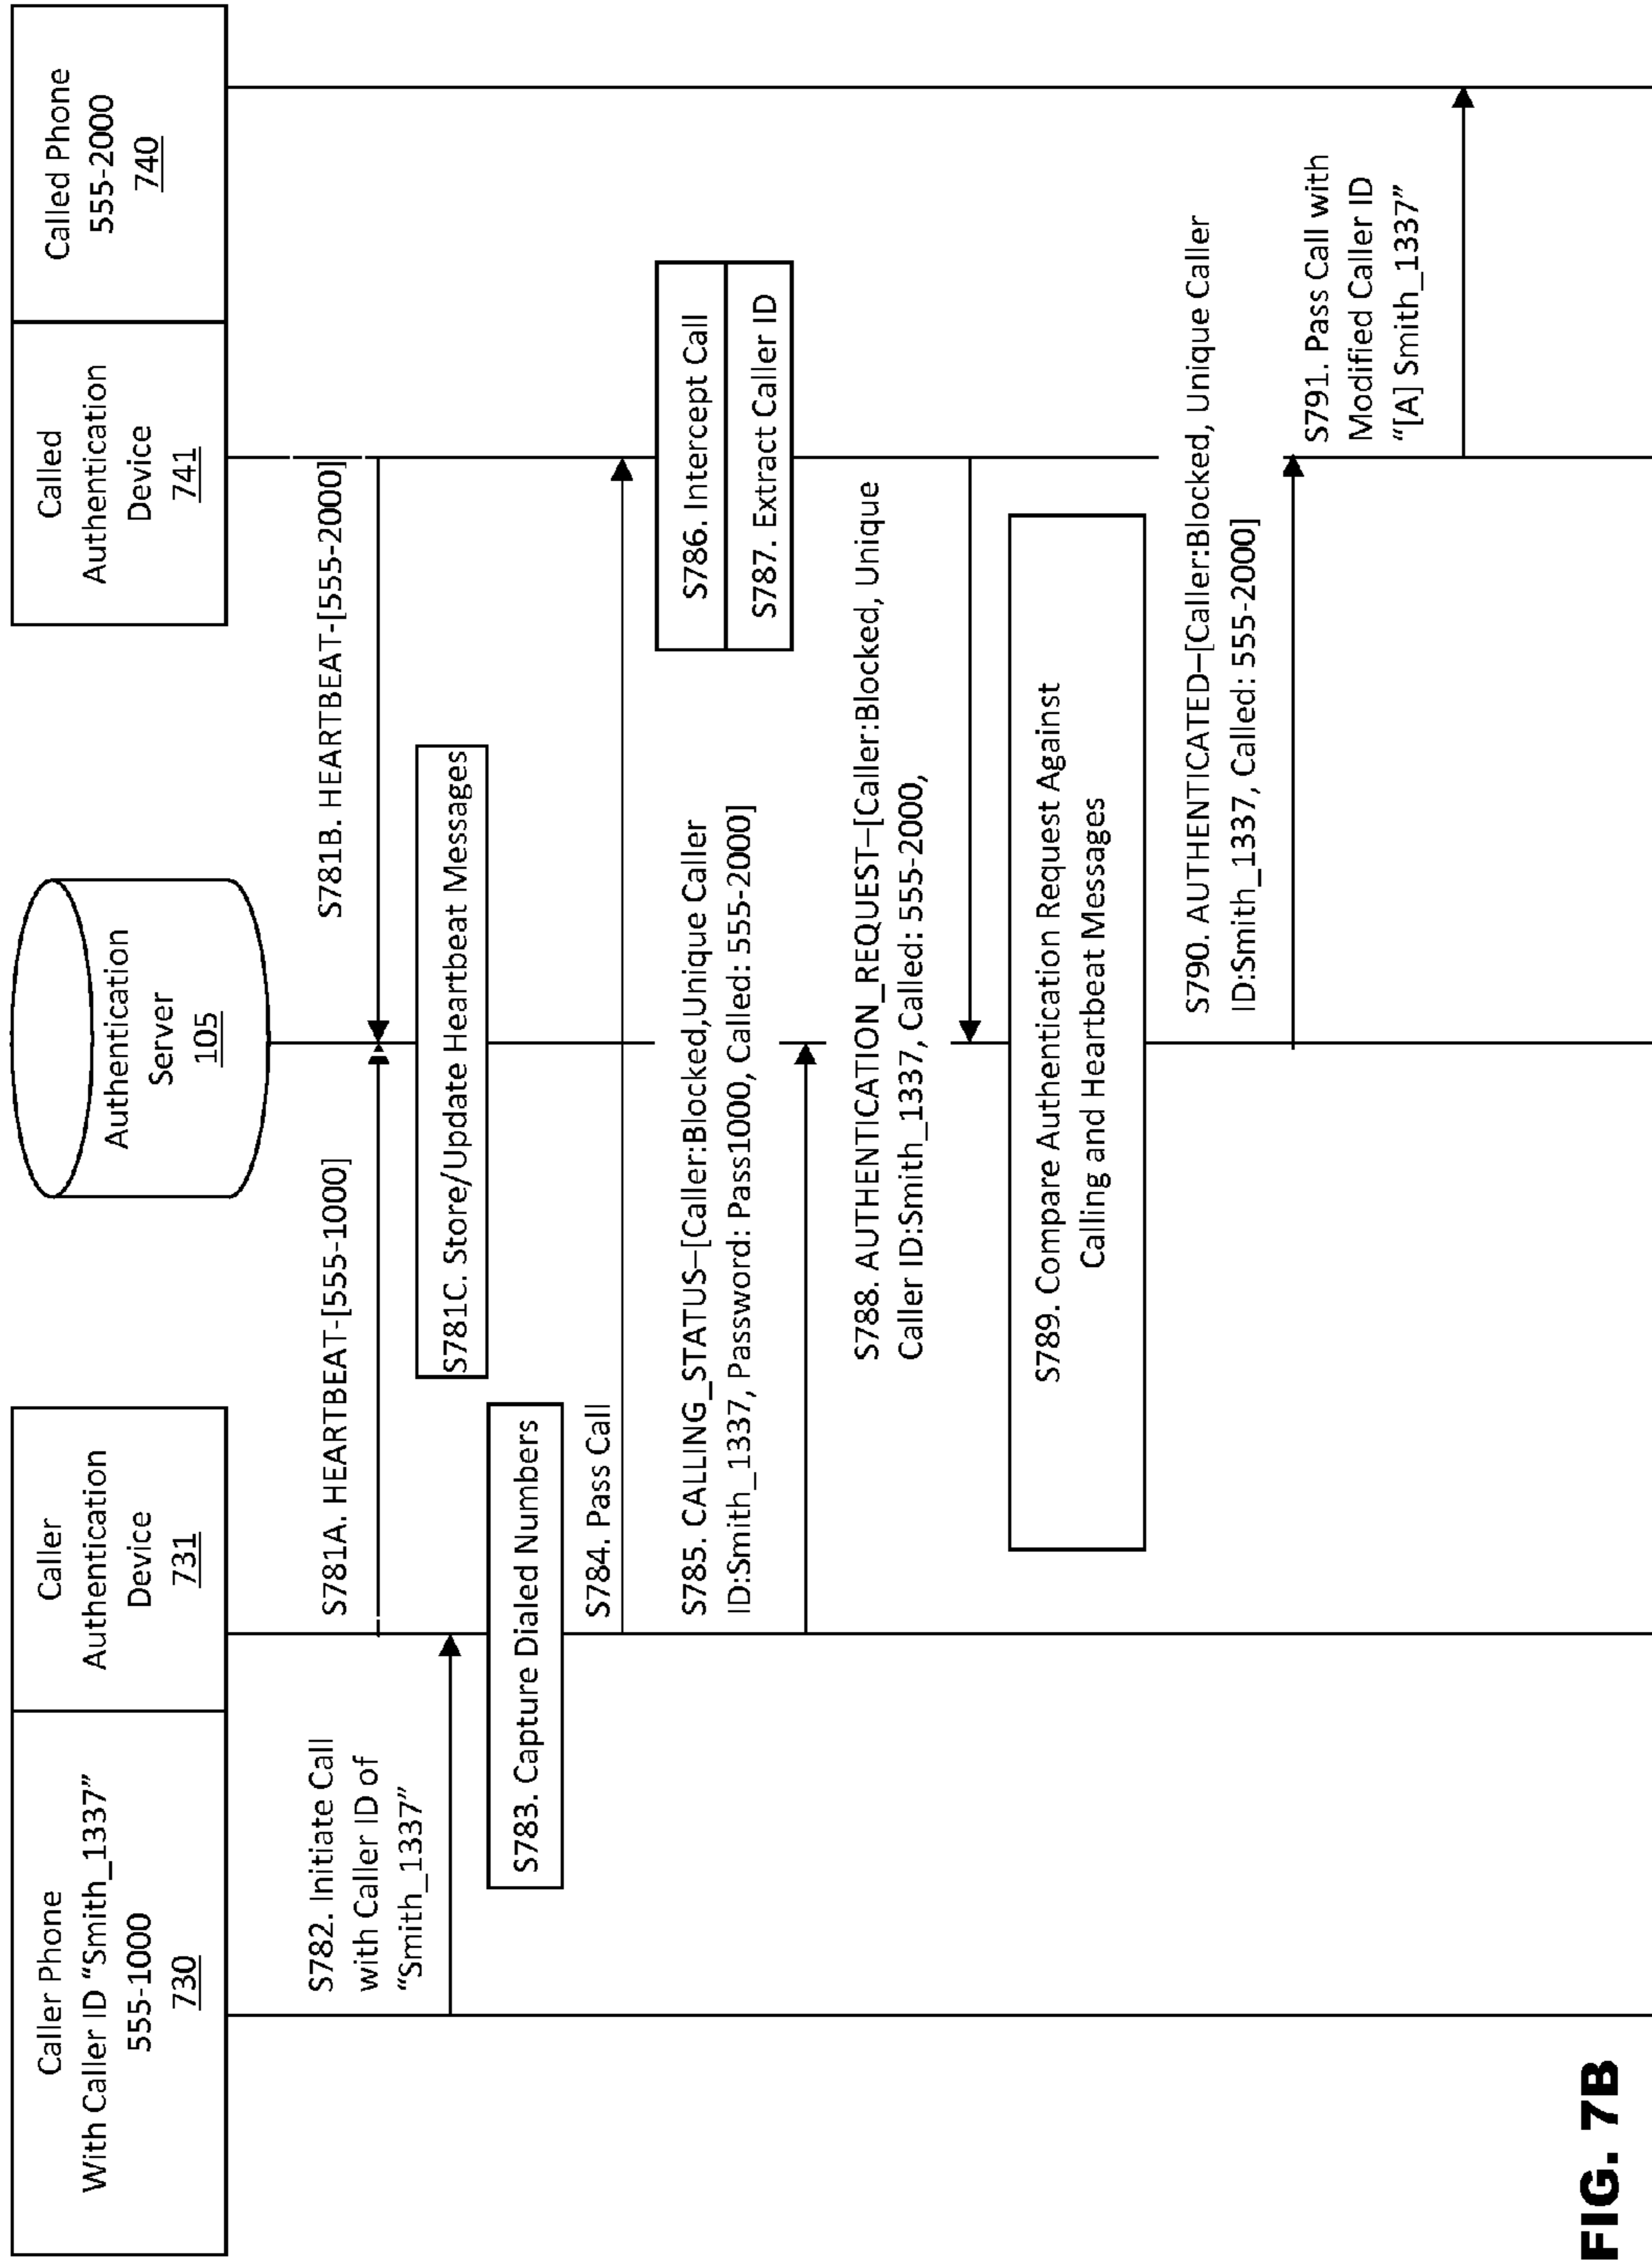 Caller Phone
With Caller ID “Smith_1337”
555-1000
730
Caller
Authentication
Device
731
Authentication
Server
105
Called
Authentication
Device
741
Called Phone
555-2000
740
S781A. HEARTBEAT-[555-1000]
S781B. HEARTBEAT-[555-2000]
S781C. Store/Update Heartbeat Messages
S782. Initiate Call
with Caller ID of
“Smith_1337”
S783. Capture Dialed Numbers
S784. Pass Call
S785. CALLING_STATUS–[Caller:Blocked,Unique Caller
ID:Smith_1337, Password: Pass1000, Called: 555-2000]
S786. Intercept Call
S787. Extract Caller ID
S788. AUTHENTICATION_REQUEST–[Caller:Blocked, Unique
Caller ID:Smith_1337, Called: 555-2000,
S789. Compare Authentication Request Against
Calling and Heartbeat Messages
S790. AUTHENTICATED–[Caller:Blocked, Unique Caller
ID:Smith_1337, Called: 555-2000]
S791. Pass Call with
Modified Caller ID
“[A] Smith_1337”
FIG. 7B